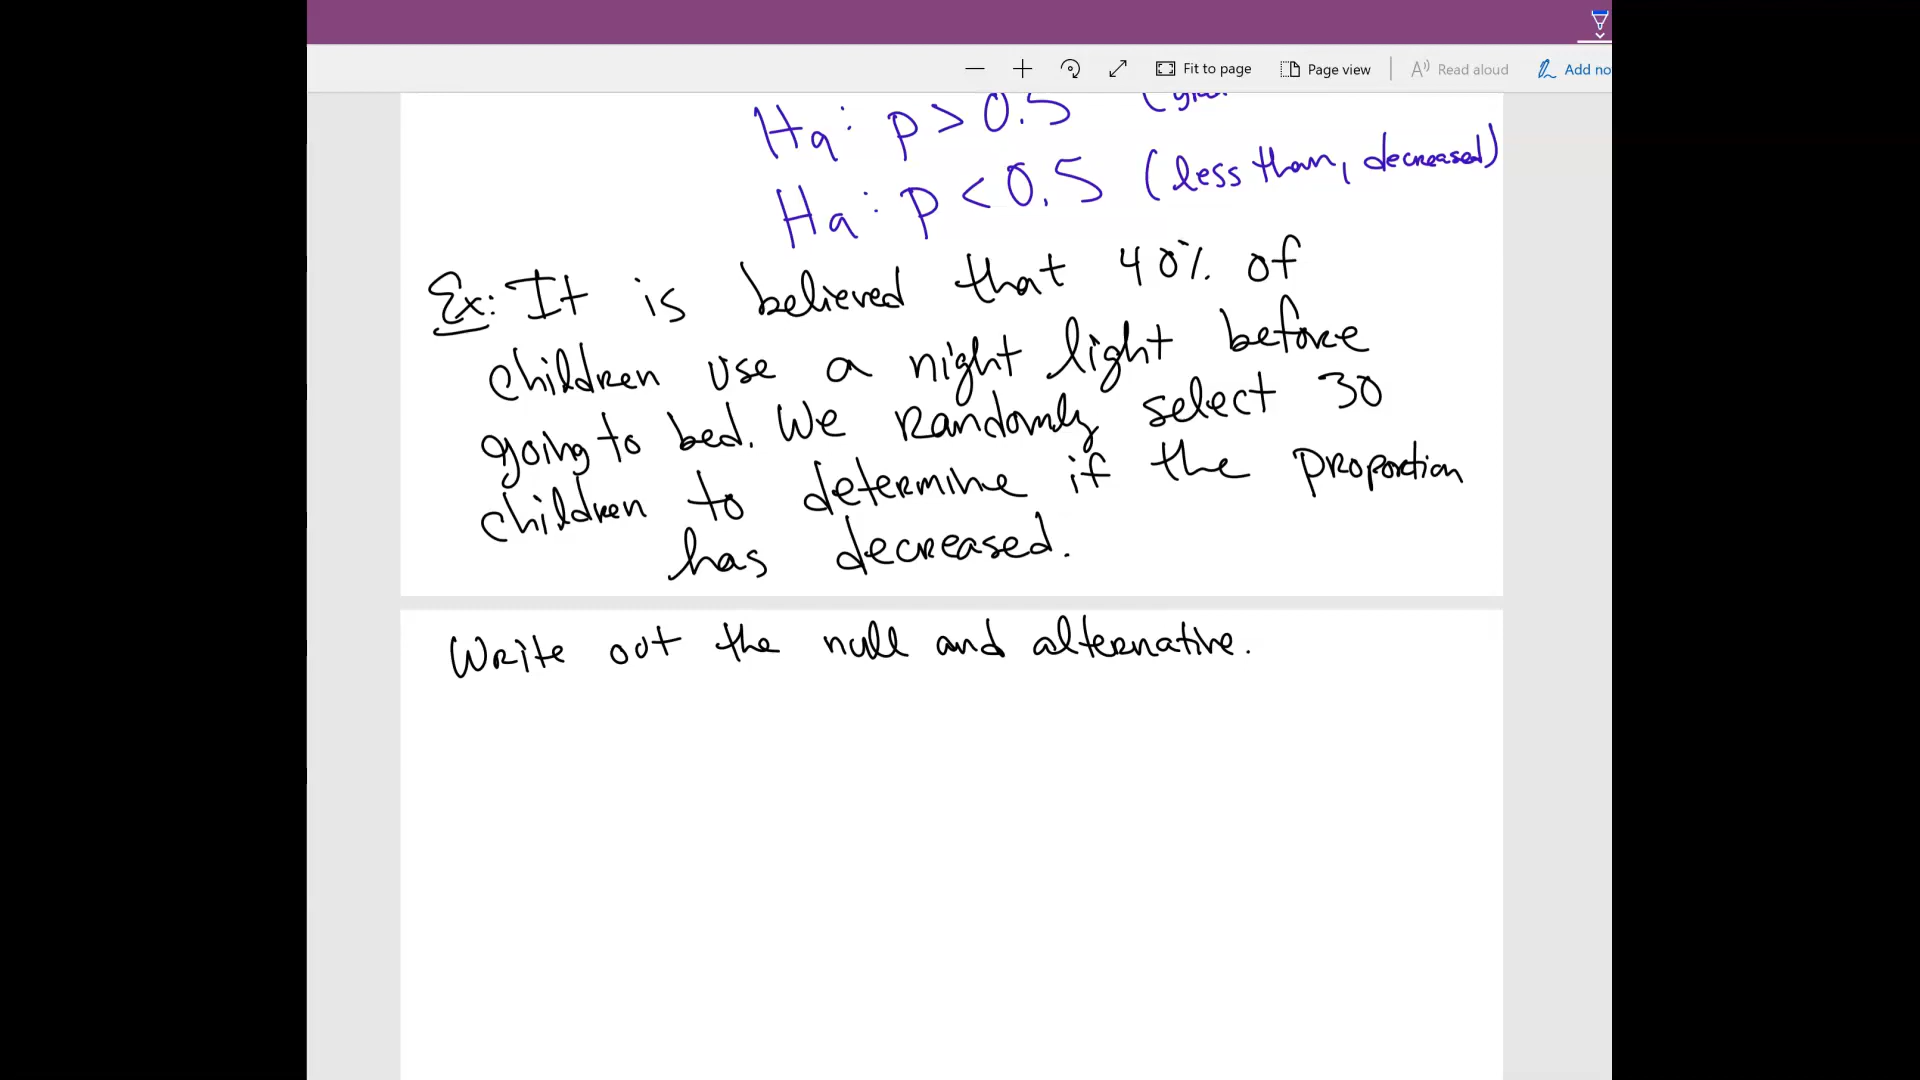 Fit to page Page view Read aloud Add no
Ha: p > 0.5
Ha: p < 0.5 (less than, decreased)
Ex: It is believed that 40% of
children use a night light before
going to bed. We randomly select 30
children to determine if the proportion
has decreased.
Write out the null and alternative.